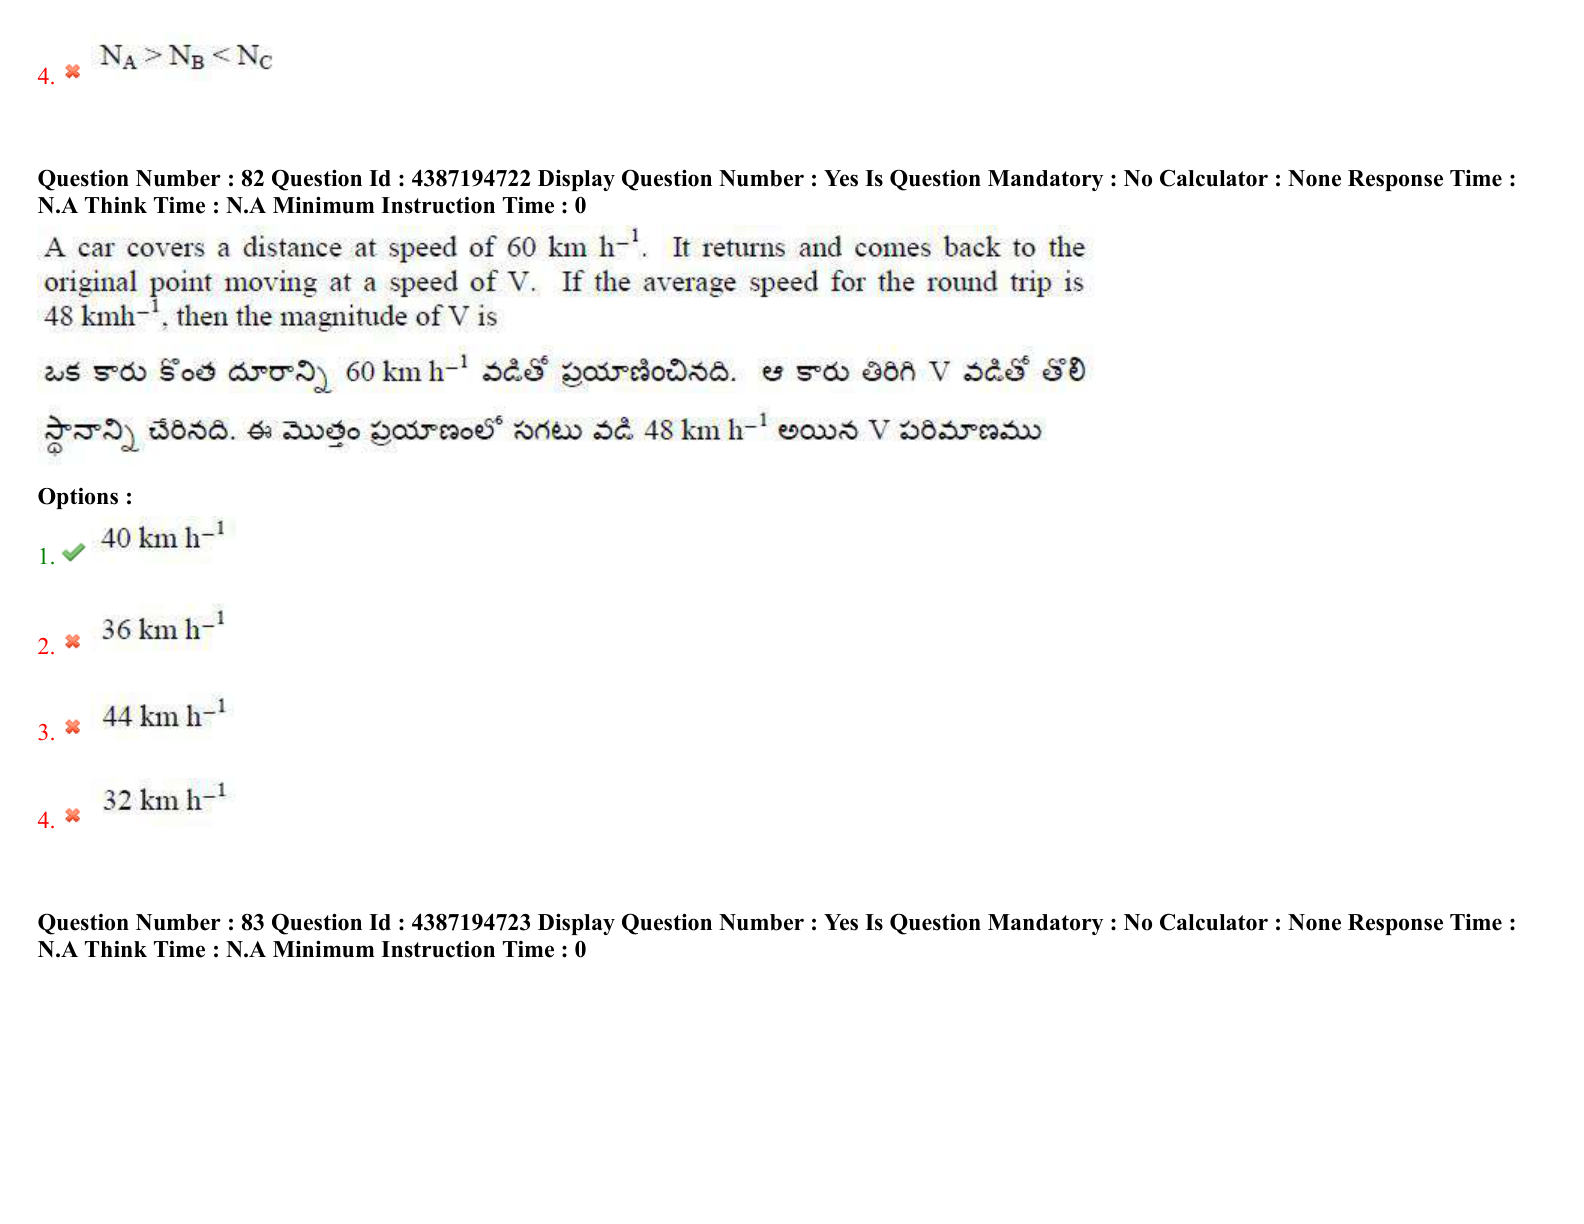 4. N_A > N_B < N_C
Question Number : 82 Question Id : 4387194722 Display Question Number : Yes Is Question Mandatory : No Calculator : None Response Time :
N.A Think Time : N.A Minimum Instruction Time : 0
A car covers a distance at speed of 60 km h⁻¹. It returns and comes back to the
original point moving at a speed of V. If the average speed for the round trip is
48 kmh⁻¹, then the magnitude of V is
ఒక కారు కొంత దూరాన్ని 60 km h⁻¹ వడితో ప్రయాణించినది. ఆ కారు తిరిగి V వడితో తొలి
స్థానాన్ని చేరినది. ఈ మొత్తం ప్రయాణంలో సగటు వడి 48 km h⁻¹ అయిన V పరిమాణము
Options :
1. 40 km h⁻¹
2. 36 km h⁻¹
3. 44 km h⁻¹
4. 32 km h⁻¹
Question Number : 83 Question Id : 4387194723 Display Question Number : Yes Is Question Mandatory : No Calculator : None Response Time :
N.A Think Time : N.A Minimum Instruction Time : 0